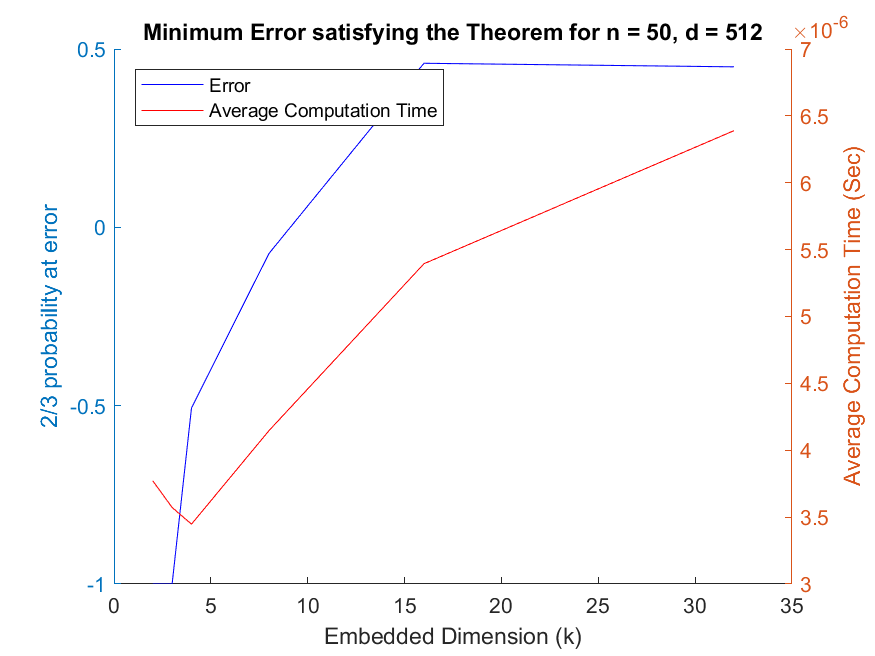 Minimum Error satisfying the Theorem for n = 50, d = 512
×10⁻⁶
Error
Average Computation Time
2/3 probability at error
0.5
0
-0.5
-1
Average Computation Time (Sec)
7
6.5
6
5.5
5
4.5
4
3.5
3
0 5 10 15 20 25 30 35
Embedded Dimension (k)